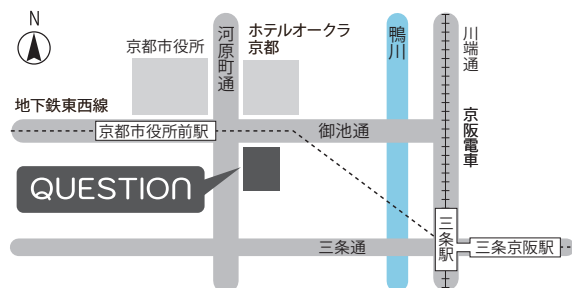 N
京都市役所
河原町通
ホテルオークラ
京都
鴨川
川端通
地下鉄東西線
京都市役所前駅
御池通
京阪電車
QUESTION
三条通
三条駅
三条京阪駅